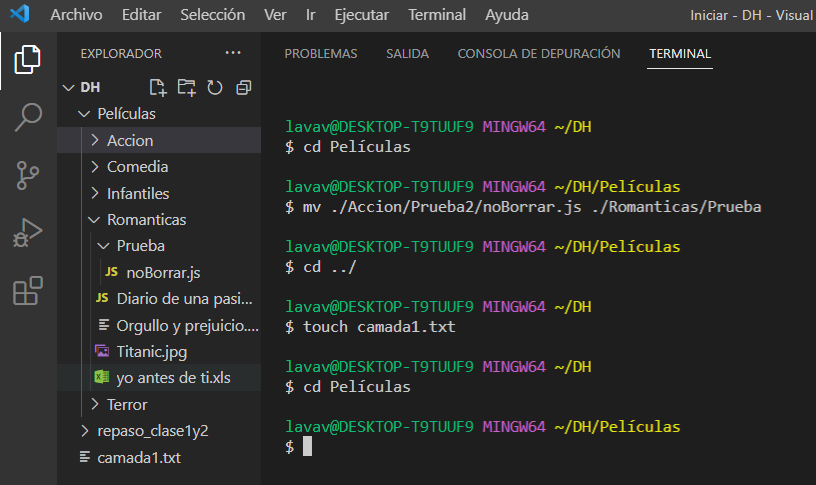 Archivo Editar Selección Ver Ir Ejecutar Terminal Ayuda Iniciar - DH - Visual
EXPLORADOR ···
DH
Películas
Accion
Comedia
Infantiles
Romanticas
Prueba
JS noBorrar.js
JS Diario de una pasi...
Orgullo y prejuicio....
Titanic.jpg
yo antes de ti.xls
Terror
repaso_clase1y2
camada1.txt
PROBLEMAS SALIDA CONSOLA DE DEPURACIÓN TERMINAL
lavav@DESKTOP-T9TUUF9 MINGW64 ~/DH
$ cd Películas
lavav@DESKTOP-T9TUUF9 MINGW64 ~/DH/Películas
$ mv ./Accion/Prueba2/noBorrar.js ./Romanticas/Prueba
lavav@DESKTOP-T9TUUF9 MINGW64 ~/DH/Películas
$ cd ../
lavav@DESKTOP-T9TUUF9 MINGW64 ~/DH
$ touch camada1.txt
lavav@DESKTOP-T9TUUF9 MINGW64 ~/DH
$ cd Películas
lavav@DESKTOP-T9TUUF9 MINGW64 ~/DH/Películas
$